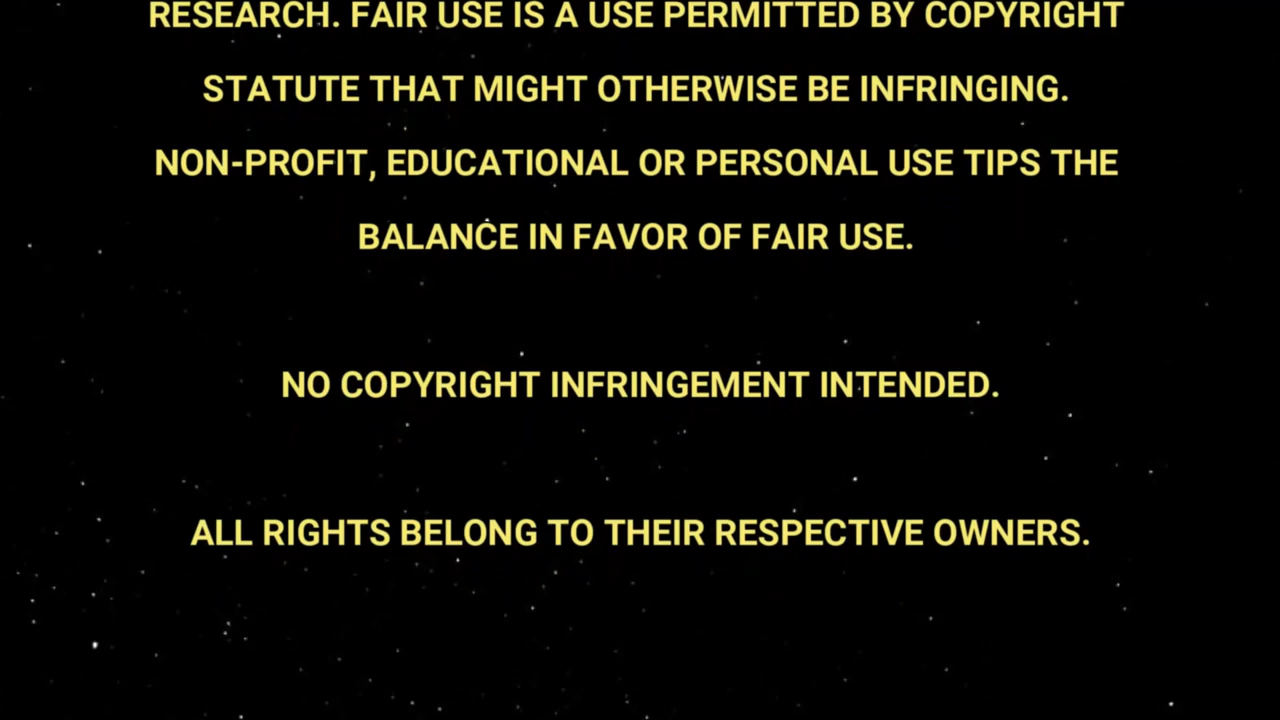 RESEARCH. FAIR USE IS A USE PERMITTED BY COPYRIGHT
STATUTE THAT MIGHT OTHERWISE BE INFRINGING.
NON-PROFIT, EDUCATIONAL OR PERSONAL USE TIPS THE
BALANCE IN FAVOR OF FAIR USE.
NO COPYRIGHT INFRINGEMENT INTENDED.
ALL RIGHTS BELONG TO THEIR RESPECTIVE OWNERS.